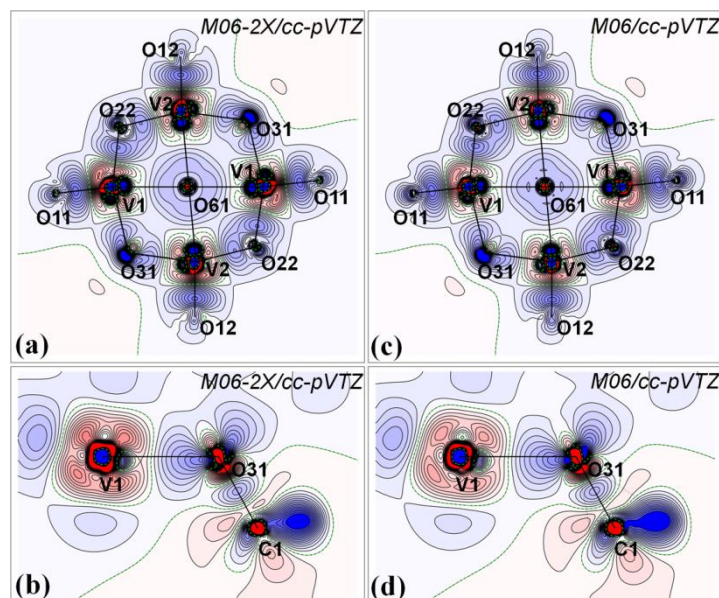 M06-2X/cc-pVTZ
O12
V2
O22
O31
V1
V1
O11
O61
O11
O31
V2
O22
O12
(a)
M06/cc-pVTZ
O12
V2
O22
O31
V1
V1
O11
O61
O11
O31
V2
O22
O12
(c)
M06-2X/cc-pVTZ
V1
O31
C1
(b)
M06/cc-pVTZ
V1
O31
C1
(d)